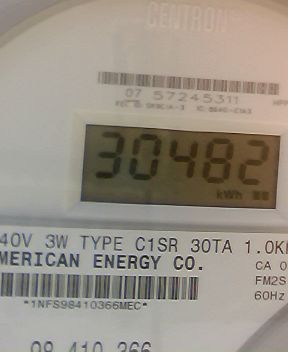 CENTRON
07 57245311
30482
kWh
40V 3W TYPE C1SR 30TA 1.0K
MERICAN ENERGY CO.
CA 0
FM2S
*1NFS98410366MEC*
60Hz
98 410 366